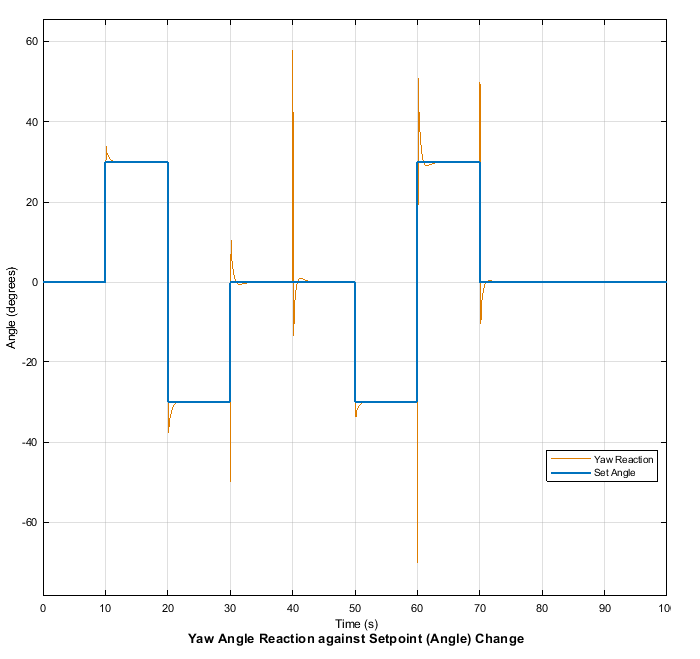 60
40
20
0
-20
-40
-60
Angle (degrees)
Yaw Reaction
Set Angle
0 10 20 30 40 50 60 70 80 90 10
Time (s)
Yaw Angle Reaction against Setpoint (Angle) Change